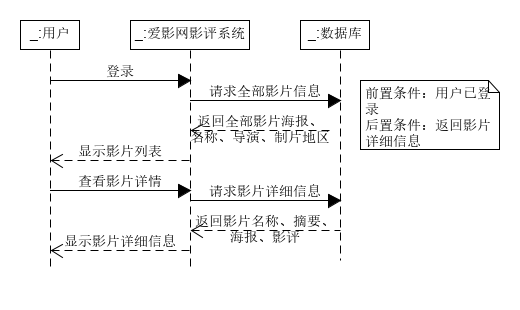 _:用户
_:爱影网影评系统
_:数据库
登录
请求全部影片信息
前置条件：用户已登
录
后置条件：返回影片
详细信息
返回全部影片海报、
名称、导演、制片地区
显示影片列表
查看影片详情
请求影片详细信息
返回影片名称、摘要、
海报、影评
显示影片详细信息